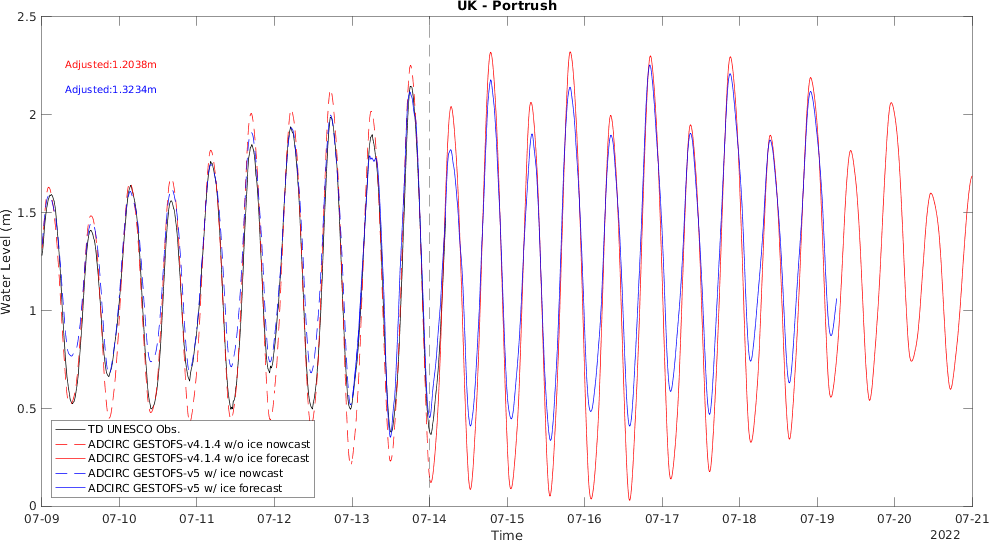 UK - Portrush
2.5
Adjusted:1.2038m
Adjusted:1.3234m
2
1.5
Water Level (m)
1
0.5
TD UNESCO Obs.
ADCIRC GESTOFS-v4.1.4 w/o ice nowcast
ADCIRC GESTOFS-v4.1.4 w/o ice forecast
ADCIRC GESTOFS-v5 w/ ice nowcast
ADCIRC GESTOFS-v5 w/ ice forecast
0
07-09 07-10 07-11 07-12 07-13 07-14 07-15 07-16 07-17 07-18 07-19 07-20 07-21
Time
2022